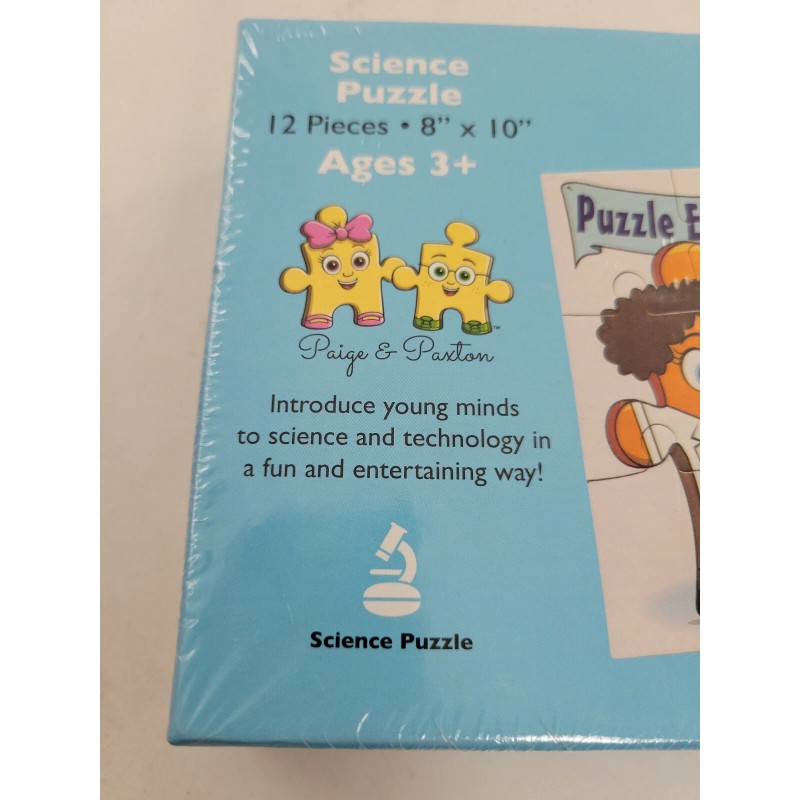 Science
Puzzle
12 Pieces • 8” x 10”
Ages 3+
Puzzle
™
Paige & Paxton
Introduce young minds
to science and technology in
a fun and entertaining way!
Science Puzzle